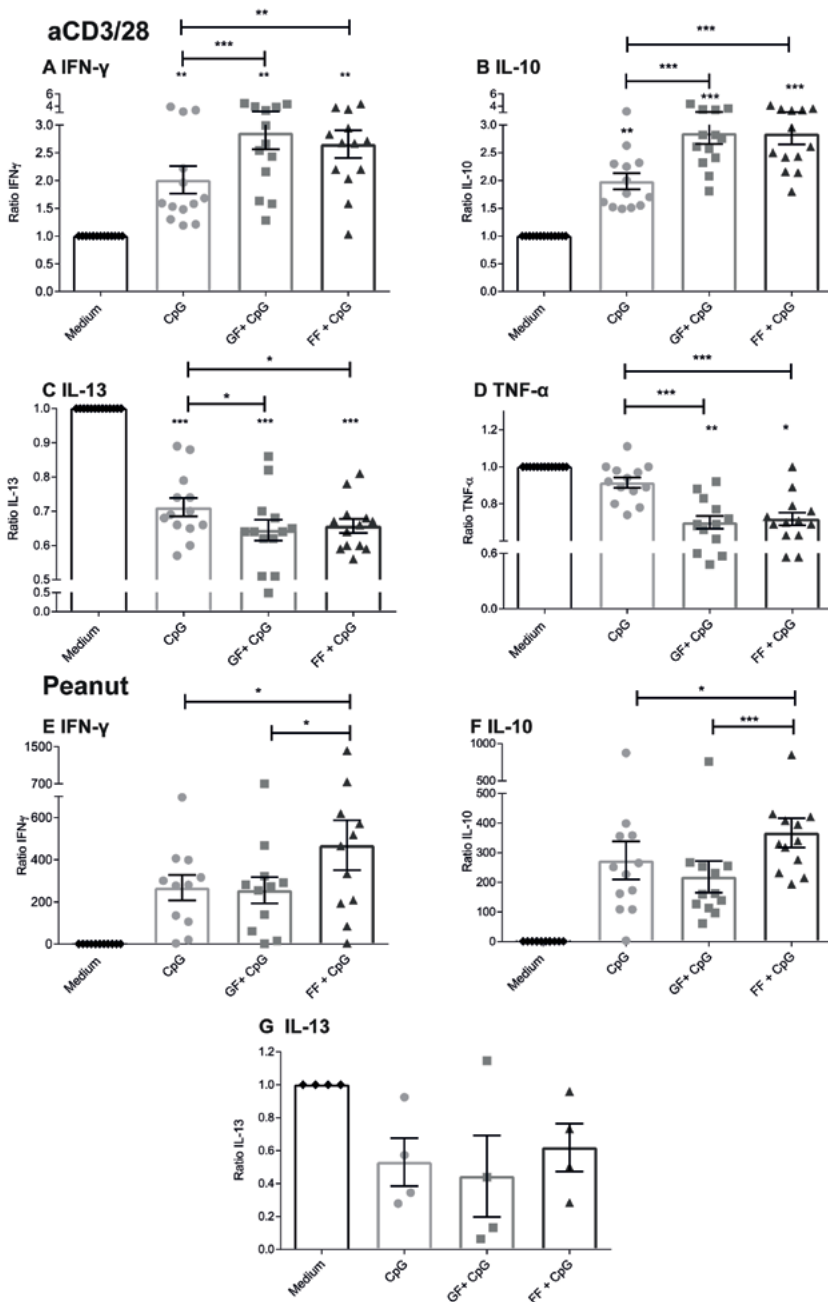 aCD3/28
**
***
A IFN-γ
** ** **
6
4
2
3.0
2.5
2.0
1.5
1.0
0.5
0.0
Ratio IFNγ
Medium
CpG
GF+ CpG
FF + CpG
***
***
B IL-10
** *** ***
6
4
2
3.0
2.5
2.0
1.5
1.0
0.5
0.0
Ratio IL-10
Medium
CpG
GF+ CpG
FF + CpG
*
*
C IL-13
*** *** ***
1.0
0.9
0.8
0.7
0.6
0.5
0.5
0.0
Ratio IL-13
Medium
CpG
GF+ CpG
FF + CpG
***
***
D TNF-α
** *
1.2
1.0
0.8
0.6
0.6
0.0
Ratio TNF-α
Medium
CpG
GF+ CpG
FF + CpG
Peanut
*
*
E IFN-γ
1500
700
600
400
200
0
Ratio IFNγ
Medium
CpG
GF+ CpG
FF + CpG
*
***
F IL-10
1000
500
400
300
200
100
0
Ratio IL-10
Medium
CpG
GF+ CpG
FF + CpG
G IL-13
1.2
1.0
0.8
0.6
0.4
0.2
0.0
Ratio IL-13
Medium
CpG
GF+ CpG
FF + CpG